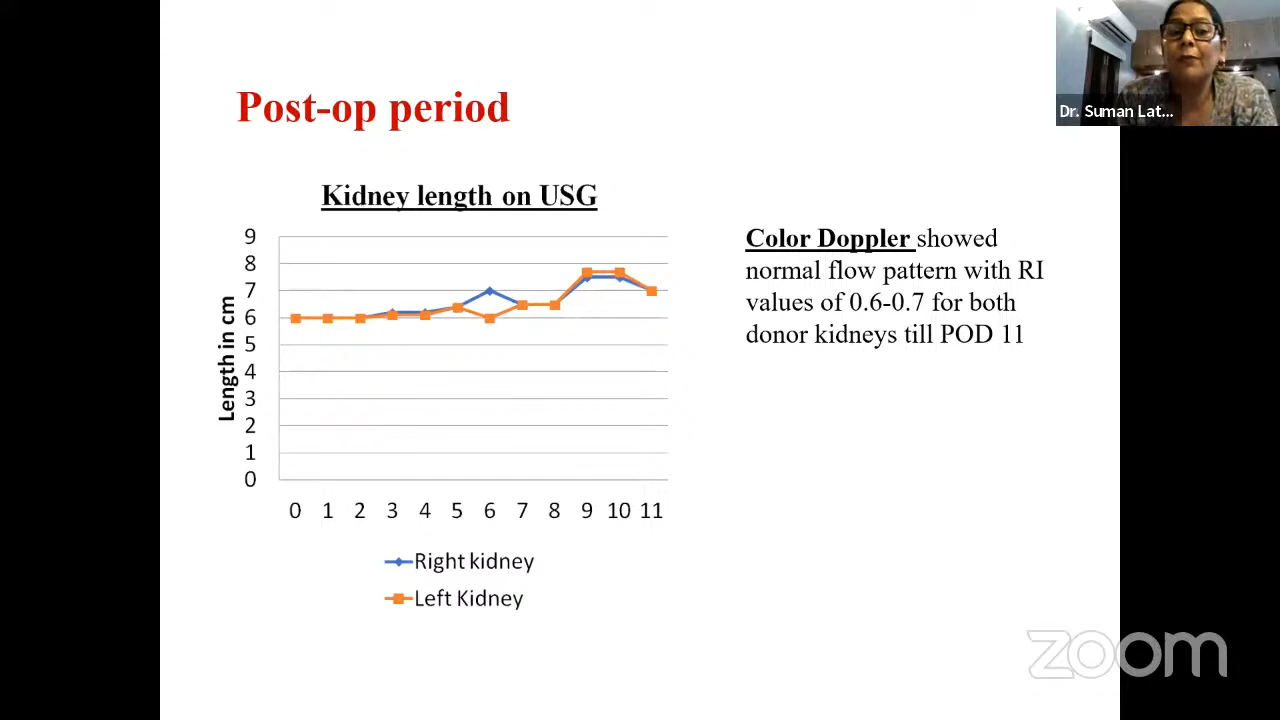 Dr. Suman Lat...
Post-op period
Kidney length on USG
Length in cm
9
8
7
6
5
4
3
2
1
0
0 1 2 3 4 5 6 7 8 9 10 11
Right kidney
Left Kidney
Color Doppler showed
normal flow pattern with RI
values of 0.6-0.7 for both
donor kidneys till POD 11
zoom